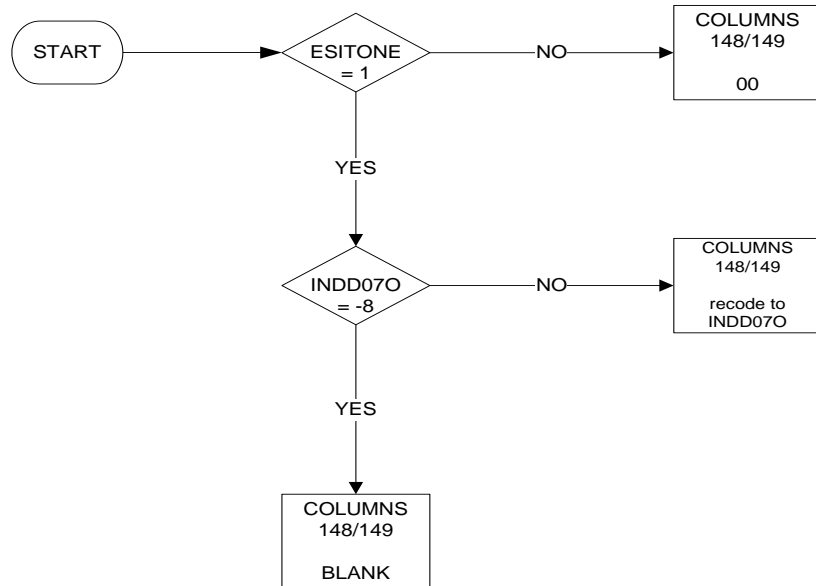 START
ESITONE
= 1
NO
COLUMNS
148/149
00
YES
INDD07O
= -8
NO
COLUMNS
148/149
recode to
INDD07O
YES
COLUMNS
148/149
BLANK